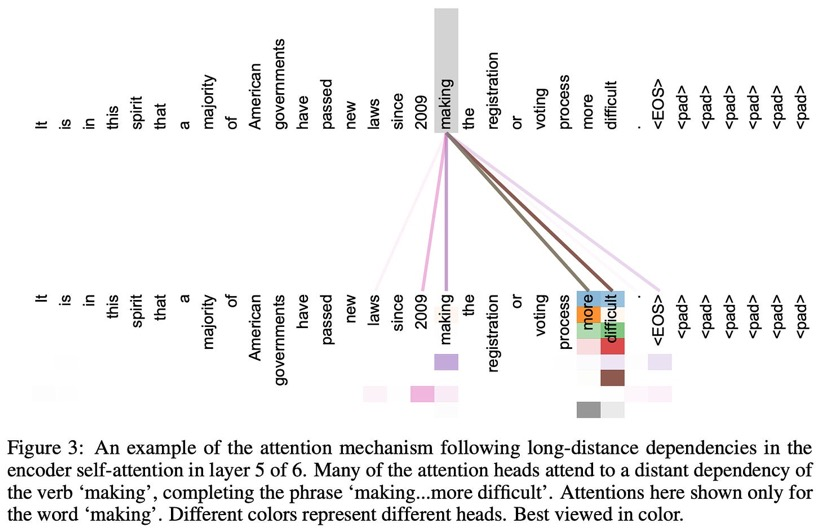 It is in this spirit that a majority of American governments have passed new laws since 2009 making the registration or voting process more difficult . <EOS> <pad> <pad> <pad> <pad> <pad> <pad>
It is in this spirit that a majority of American governments have passed new laws since 2009 making the registration or voting process more difficult . <EOS> <pad> <pad> <pad> <pad> <pad> <pad>
Figure 3: An example of the attention mechanism following long-distance dependencies in the
encoder self-attention in layer 5 of 6. Many of the attention heads attend to a distant dependency of
the verb ‘making’, completing the phrase ‘making...more difficult’. Attentions here shown only for
the word ‘making’. Different colors represent different heads. Best viewed in color.